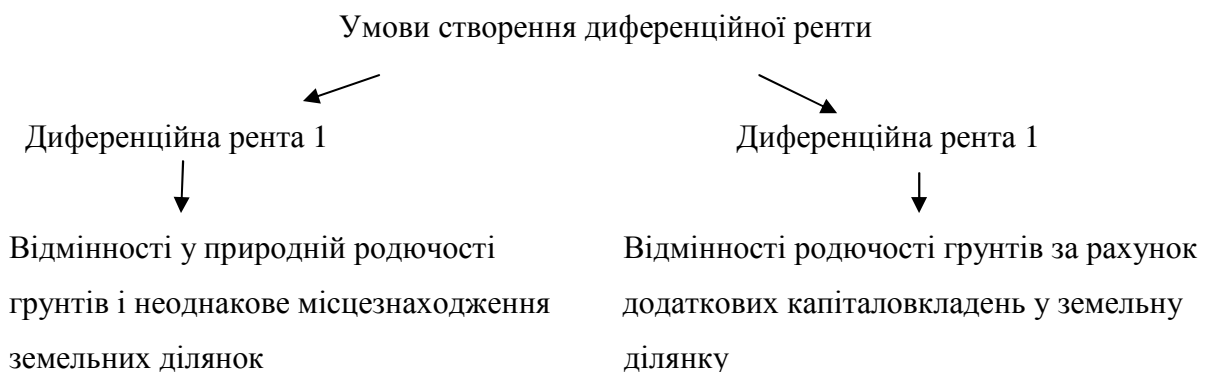 Умови створення диференційної ренти
Диференційна рента 1
Диференційна рента 1
Відмінності у природній родючості
грунтів і неоднакове місцезнаходження
земельних ділянок
Відмінності родючості грунтів за рахунок
додаткових капіталовкладень у земельну
ділянку